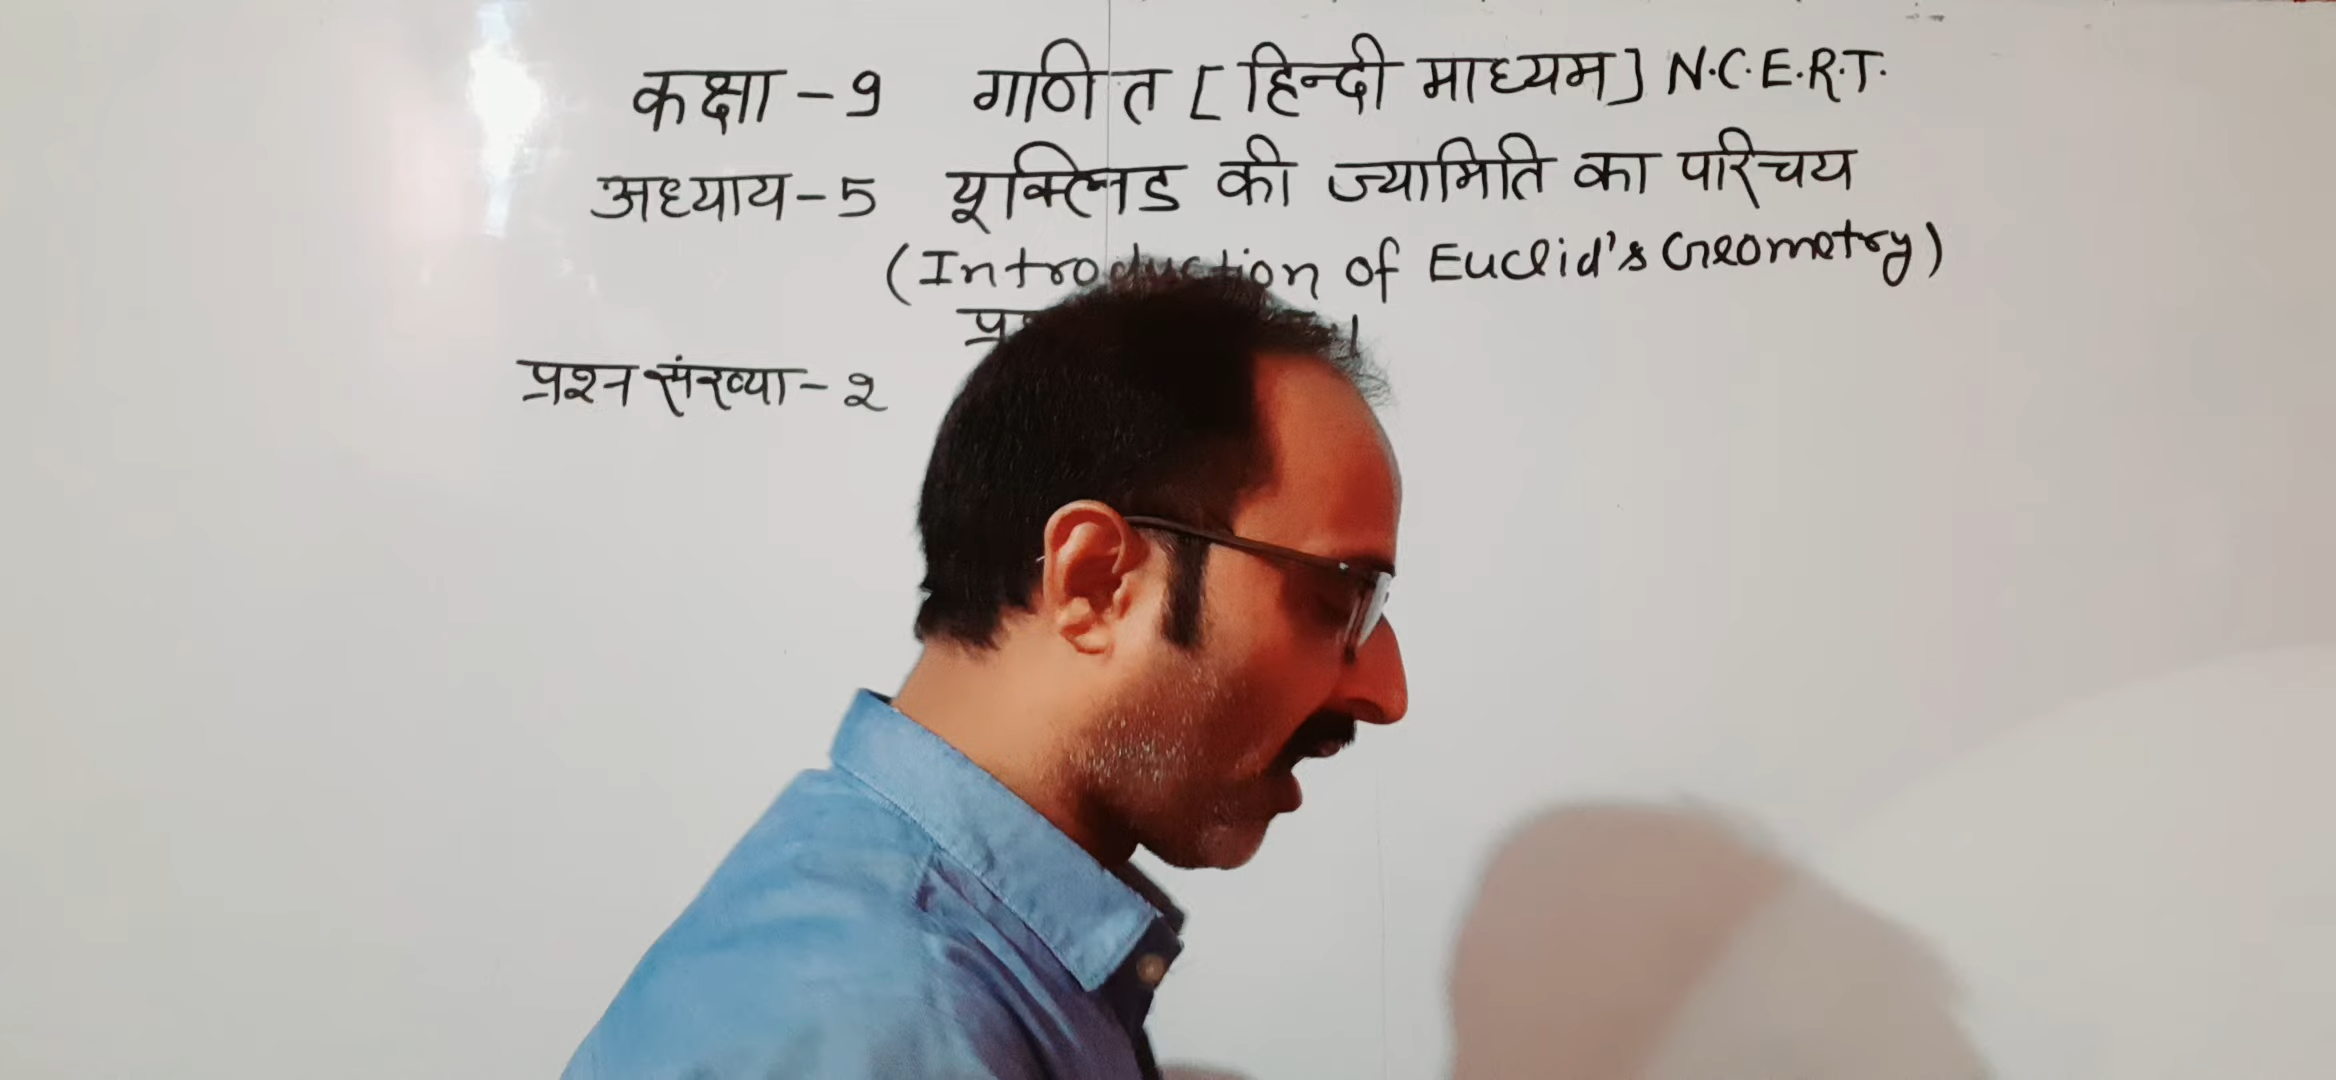 कक्षा - 9 गणित [हिन्दी माध्यम] N.C.E.R.T.
अध्याय - 5 यूक्लिड की ज्यामिति का परिचय
(Introduction of Euclid's Geometry)
प्रश्न संख्या - 2